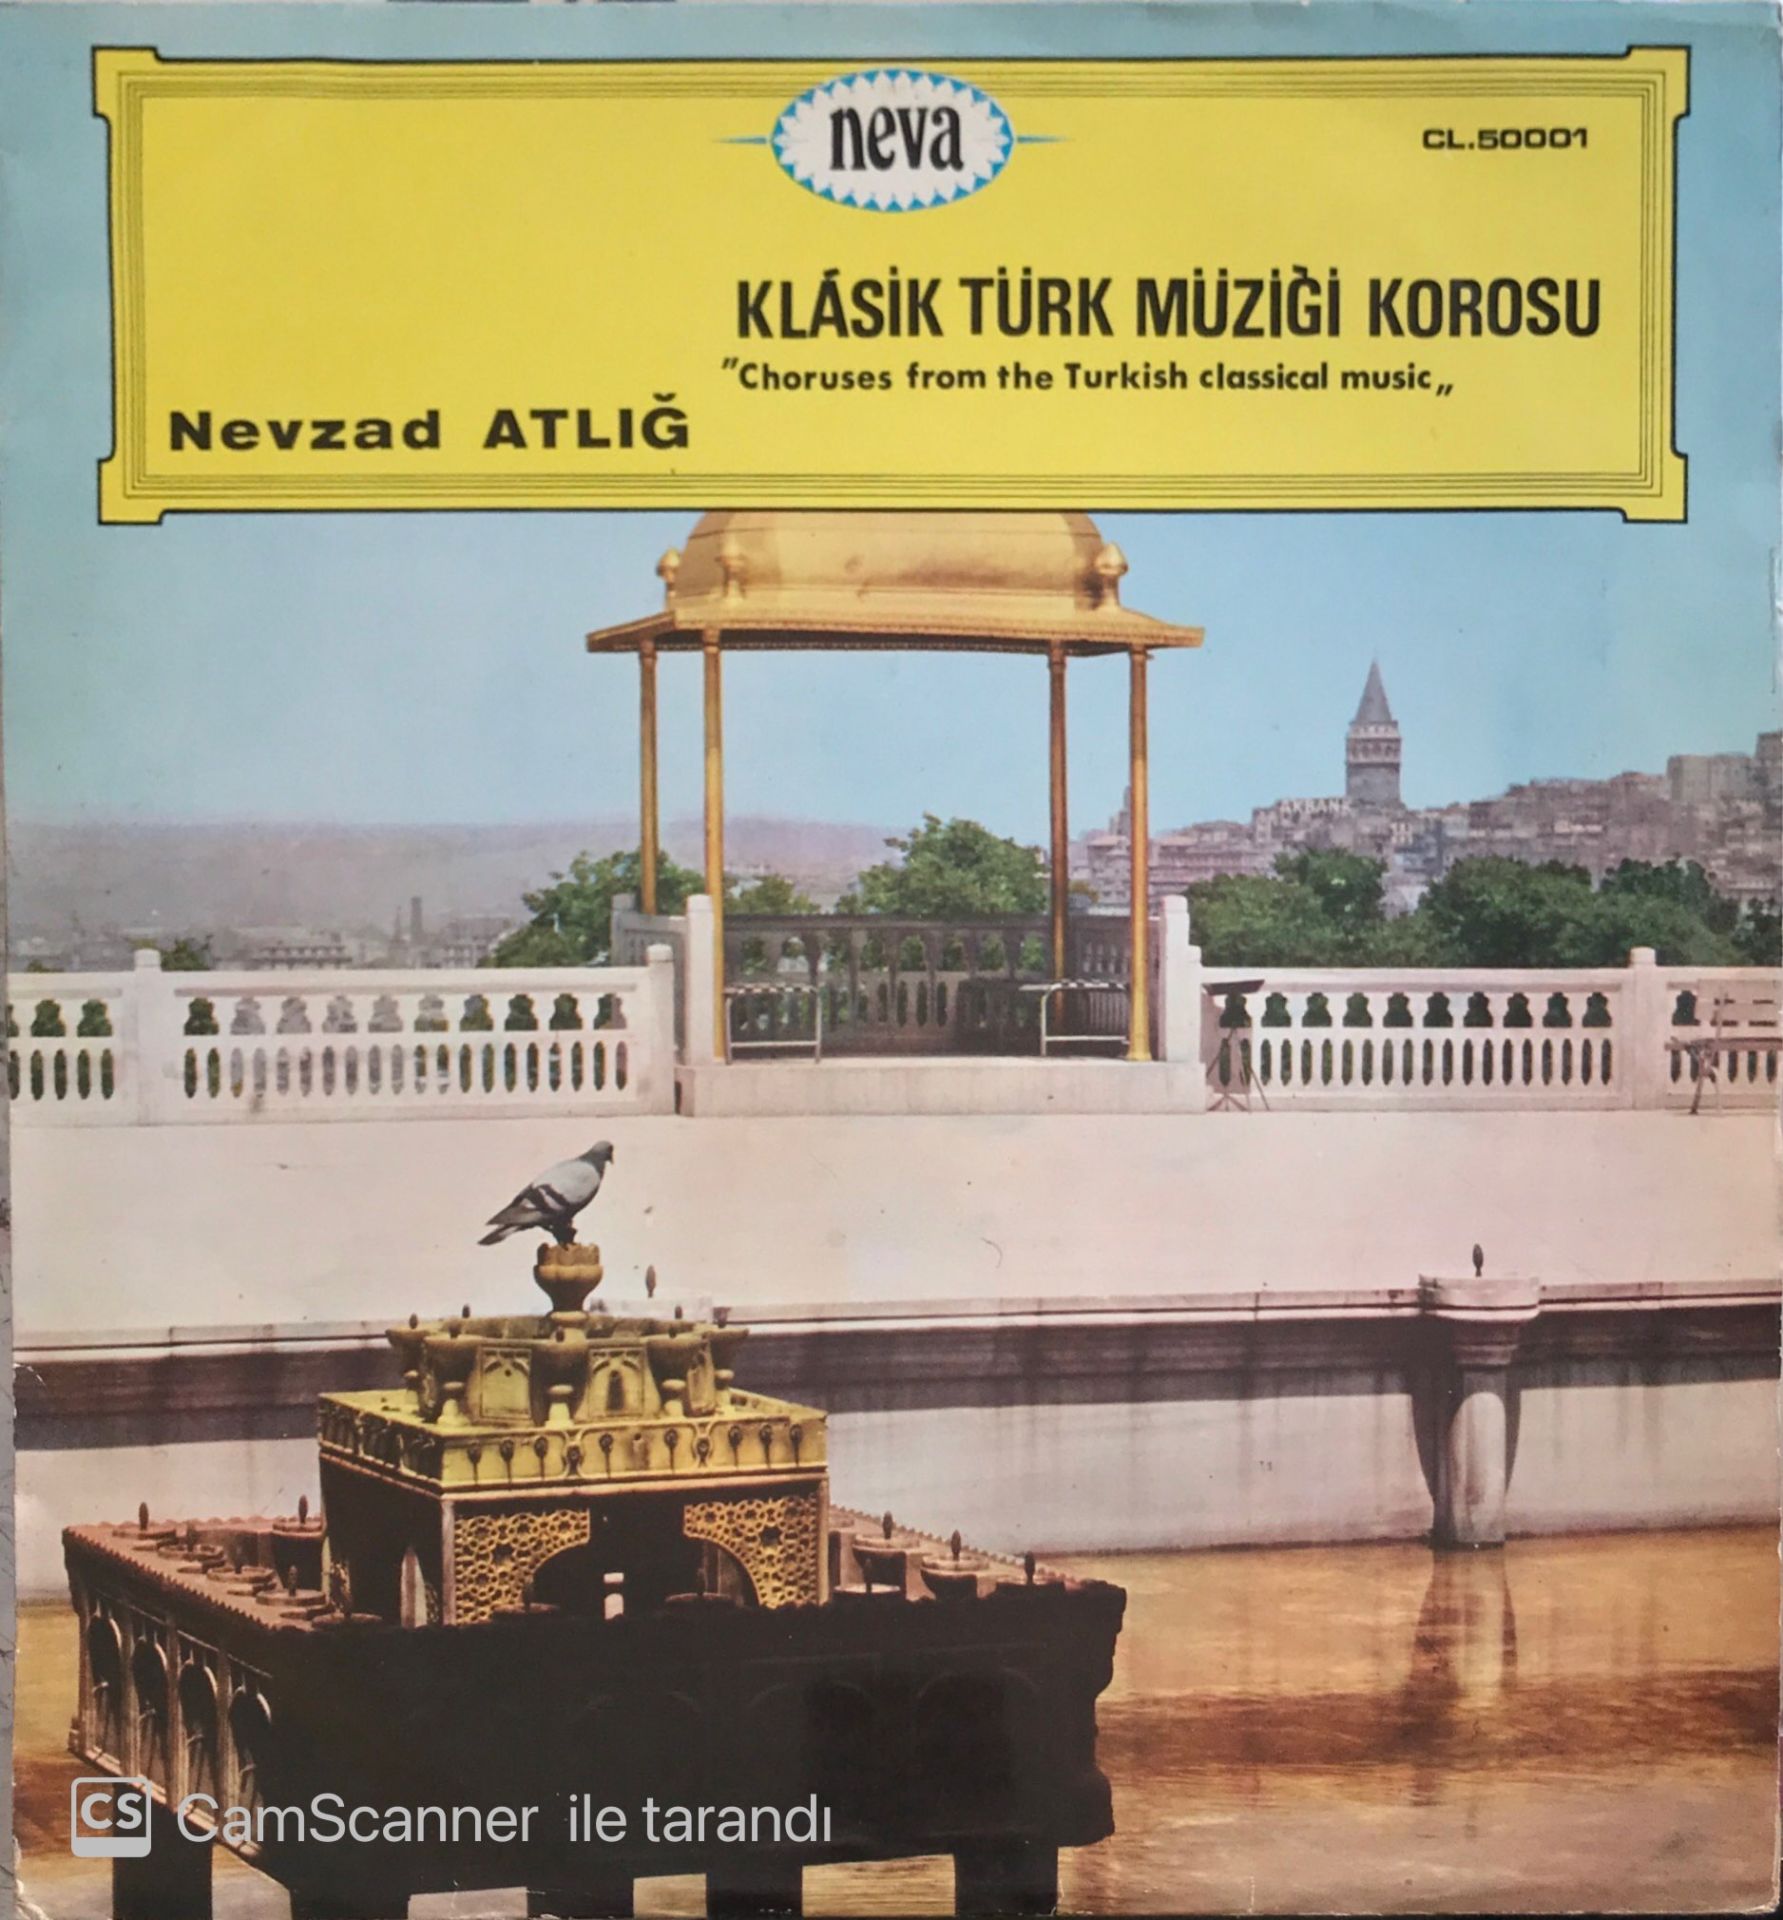 neva
CL.50001
KLÁSİK TÜRK MÜZİĞİ KOROSU
"Choruses from the Turkish classical music„
Nevzad ATLIĞ
AKBANK
CS CamScanner ile tarandı